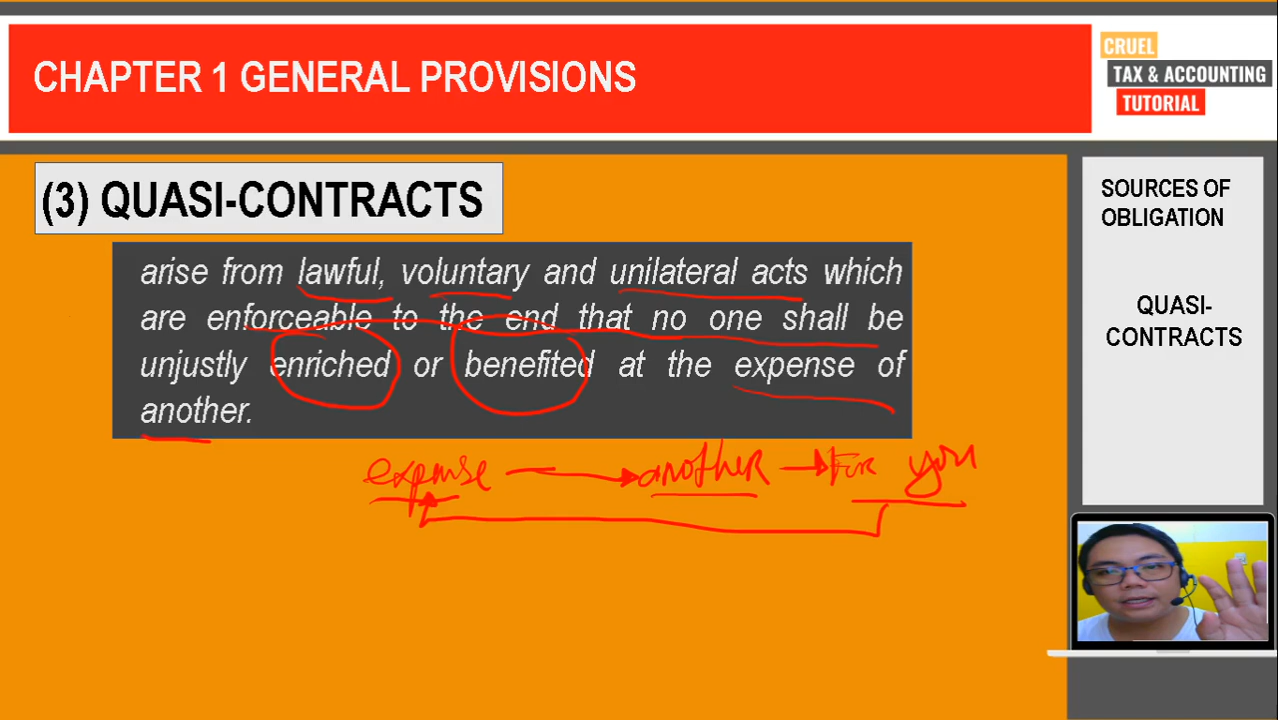 CHAPTER 1 GENERAL PROVISIONS
CRUEL
TAX & ACCOUNTING
TUTORIAL
(3) QUASI-CONTRACTS
arise from lawful, voluntary and unilateral acts which
are enforceable to the end that no one shall be
unjustly enriched or benefited at the expense of
another.
expense another For you
SOURCES OF
OBLIGATION
QUASI-
CONTRACTS